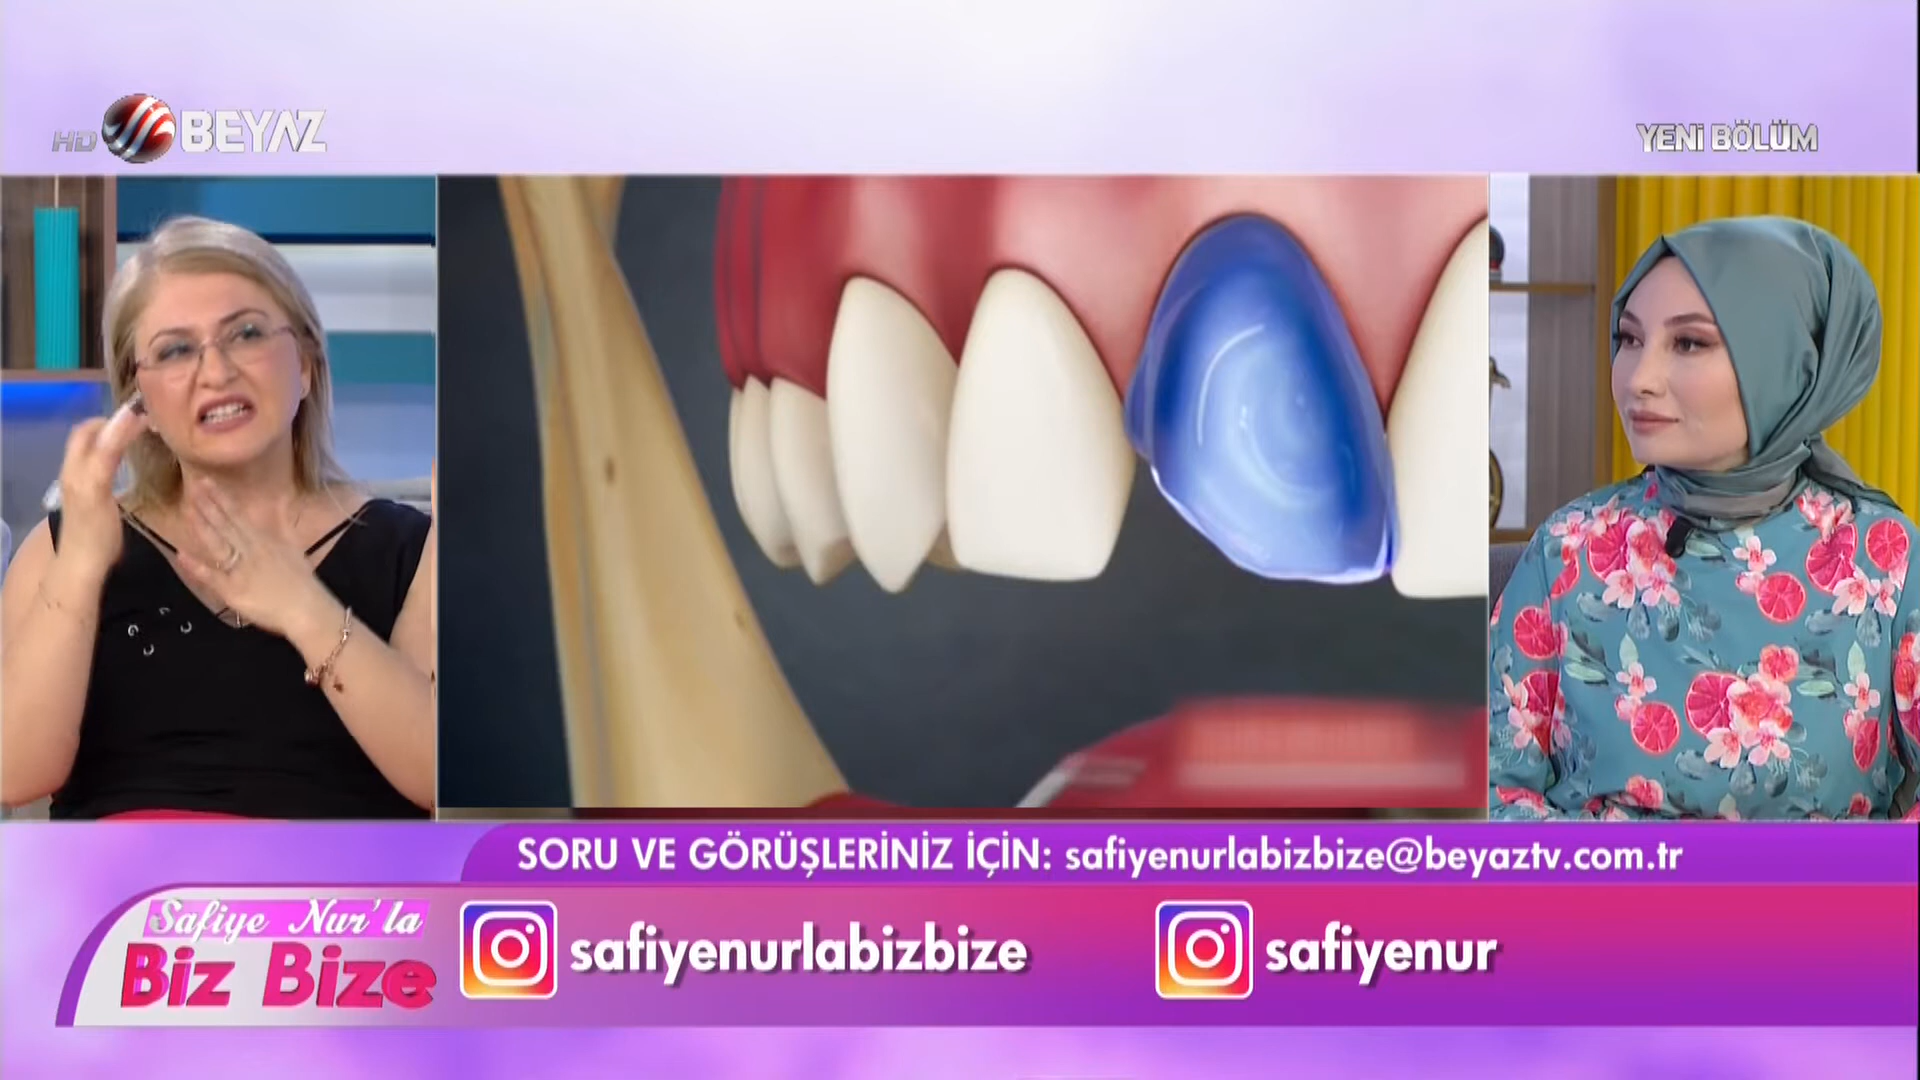 HD BEYAZ
YENİ BÖLÜM
SORU VE GÖRÜŞLERİNİZ İÇİN: safiyenurlabizbize@beyaztv.com.tr
Safiye Nur'la
Biz Bize
safiyenurlabizbize
safiyenur